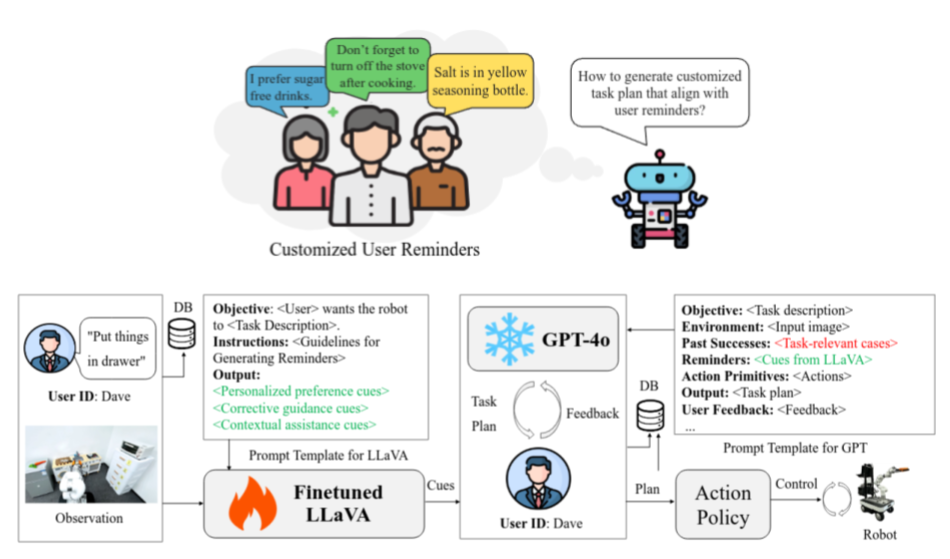 I prefer sugar
free drinks.
Don't forget to
turn off the stove
after cooking.
Salt is in yellow
seasoning bottle.
How to generate customized
task plan that align with
user reminders?
Customized User Reminders
"Put things
in drawer"
User ID: Dave
Observation
DB
Objective: <User> wants the robot
to <Task Description>.
Instructions: <Guidelines for
Generating Reminders>
Output:
<Personalized preference cues>
<Corrective guidance cues>
<Contextual assistance cues>
Prompt Template for LLaVA
Finetuned
LLaVA
Cues
GPT-4o
Task
Plan
Feedback
User ID: Dave
DB
Plan
Objective: <Task description>
Environment: <Input image>
Past Successes: <Task-relevant cases>
Reminders: <Cues from LLaVA>
Action Primitives: <Actions>
Output: <Task plan>
User Feedback: <Feedback>
...
Prompt Template for GPT
Action
Policy
Control
Robot